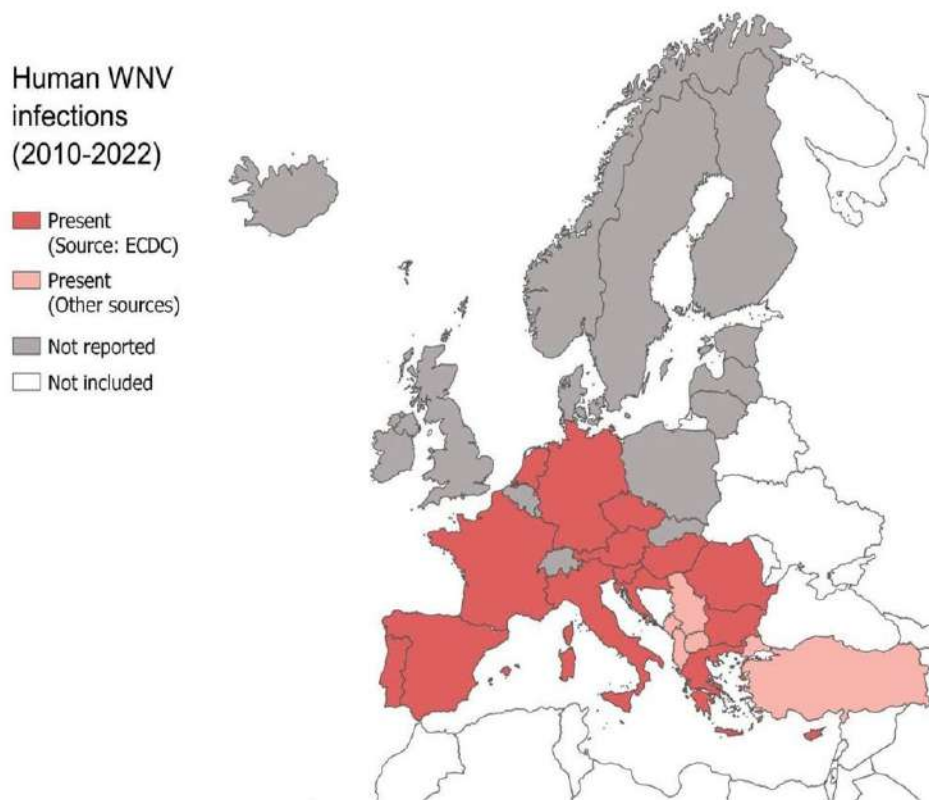 Human WNV
infections
(2010-2022)
Present
(Source: ECDC)
Present
(Other sources)
Not reported
Not included